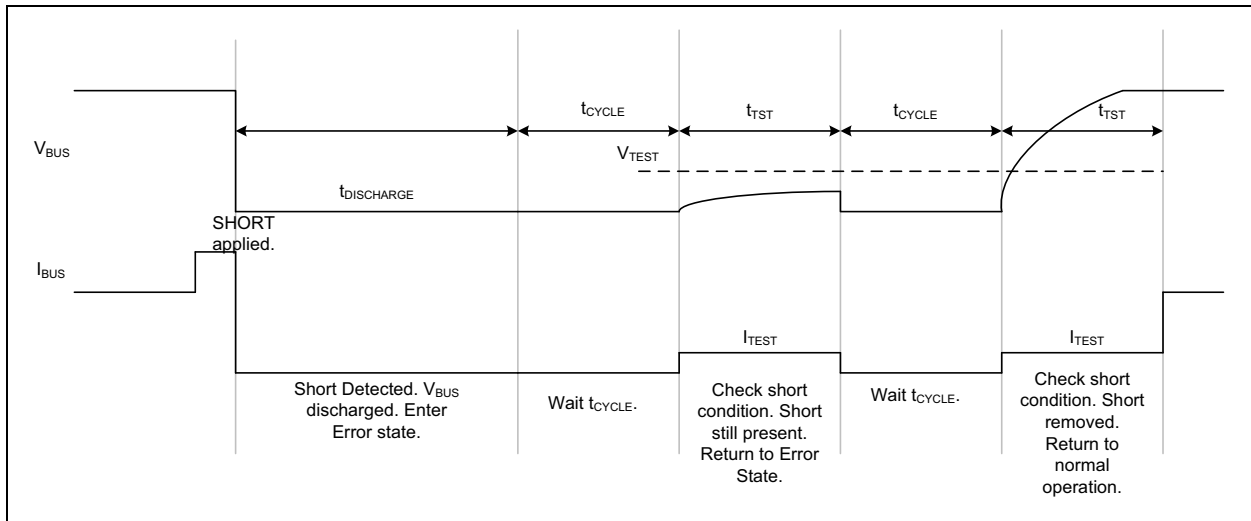 tCYCLE
tTST
tCYCLE
tTST
VBUS
VTEST
tDISCHARGE
SHORT
applied.
IBUS
ITEST
ITEST
Short Detected. VBUS
discharged. Enter
Error state.
Wait tCYCLE.
Check short
condition. Short
still present.
Return to Error
State.
Wait tCYCLE.
Check short
condition. Short
removed.
Return to
normal
operation.